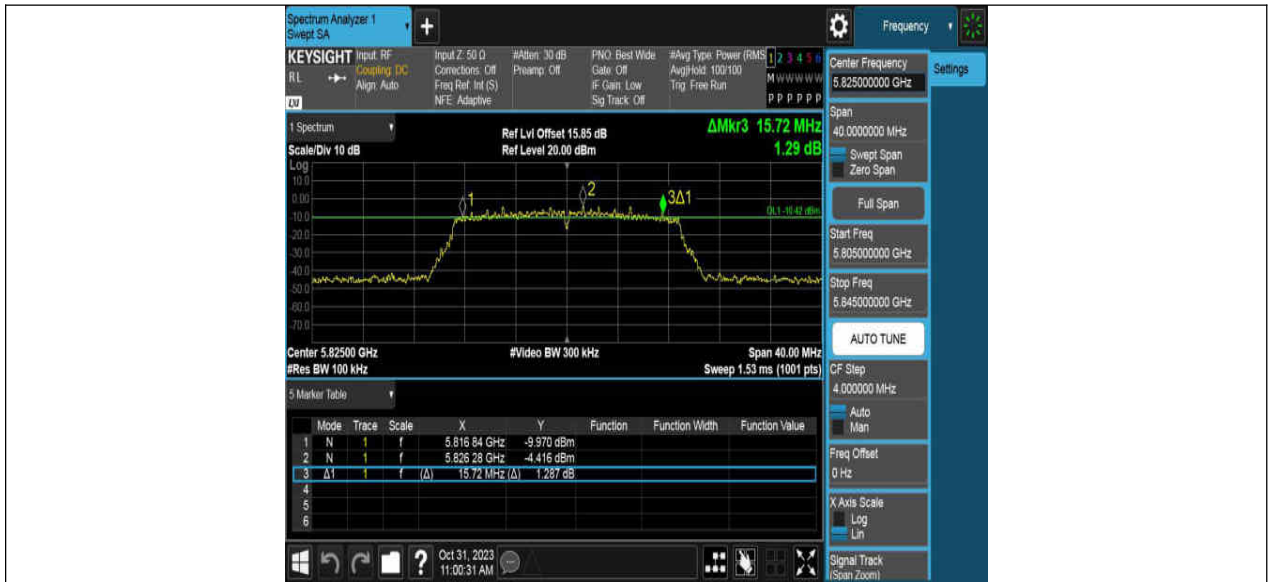 Spectrum Analyzer 1
Swept SA
+
Frequency
KEYSIGHT
RL
LW
Input: RF
Coupling: DC
Align: Auto
Input Z: 50 Ω
Corrections: Off
Freq Ref: Int (S)
NFE: Adaptive
#Atten: 30 dB
Preamp: Off
PNO: Best Wide
Gate: Off
IF Gain: Low
Sig Track: Off
#Avg Type: Power (RMS
Avg|Hold: 100/100
Trig: Free Run
1 2 3 4 5 6
M W W W W W
P P P P P P
Center Frequency
5.825000000 GHz
Settings
1 Spectrum
Scale/Div 10 dB
Ref Lvl Offset 15.85 dB
Ref Level 20.00 dBm
ΔMkr3 15.72 MHz
1.29 dB
Span
40.0000000 MHz
Swept Span
Zero Span
Full Span
Start Freq
5.805000000 GHz
Stop Freq
5.845000000 GHz
AUTO TUNE
CF Step
4.000000 MHz
Auto
Man
Freq Offset
0 Hz
X Axis Scale
Log
Lin
Signal Track
(Span Zoom)
Log
10.0
0.00
-10.0
-20.0
-30.0
-40.0
-50.0
-60.0
-70.0
1
2
3Δ1
DL1 -10.42 dBm
Center 5.82500 GHz
#Video BW 300 kHz
Span 40.00 MHz
#Res BW 100 kHz
Sweep 1.53 ms (1001 pts)
5 Marker Table
Mode Trace Scale X Y Function Function Width Function Value
1 N 1 f 5.816 84 GHz -9.970 dBm
2 N 1 f 5.826 28 GHz -4.416 dBm
3 Δ1 1 f (Δ) 15.72 MHz (Δ) 1.287 dB
4
5
6
?
Oct 31, 2023
11:00:31 AM